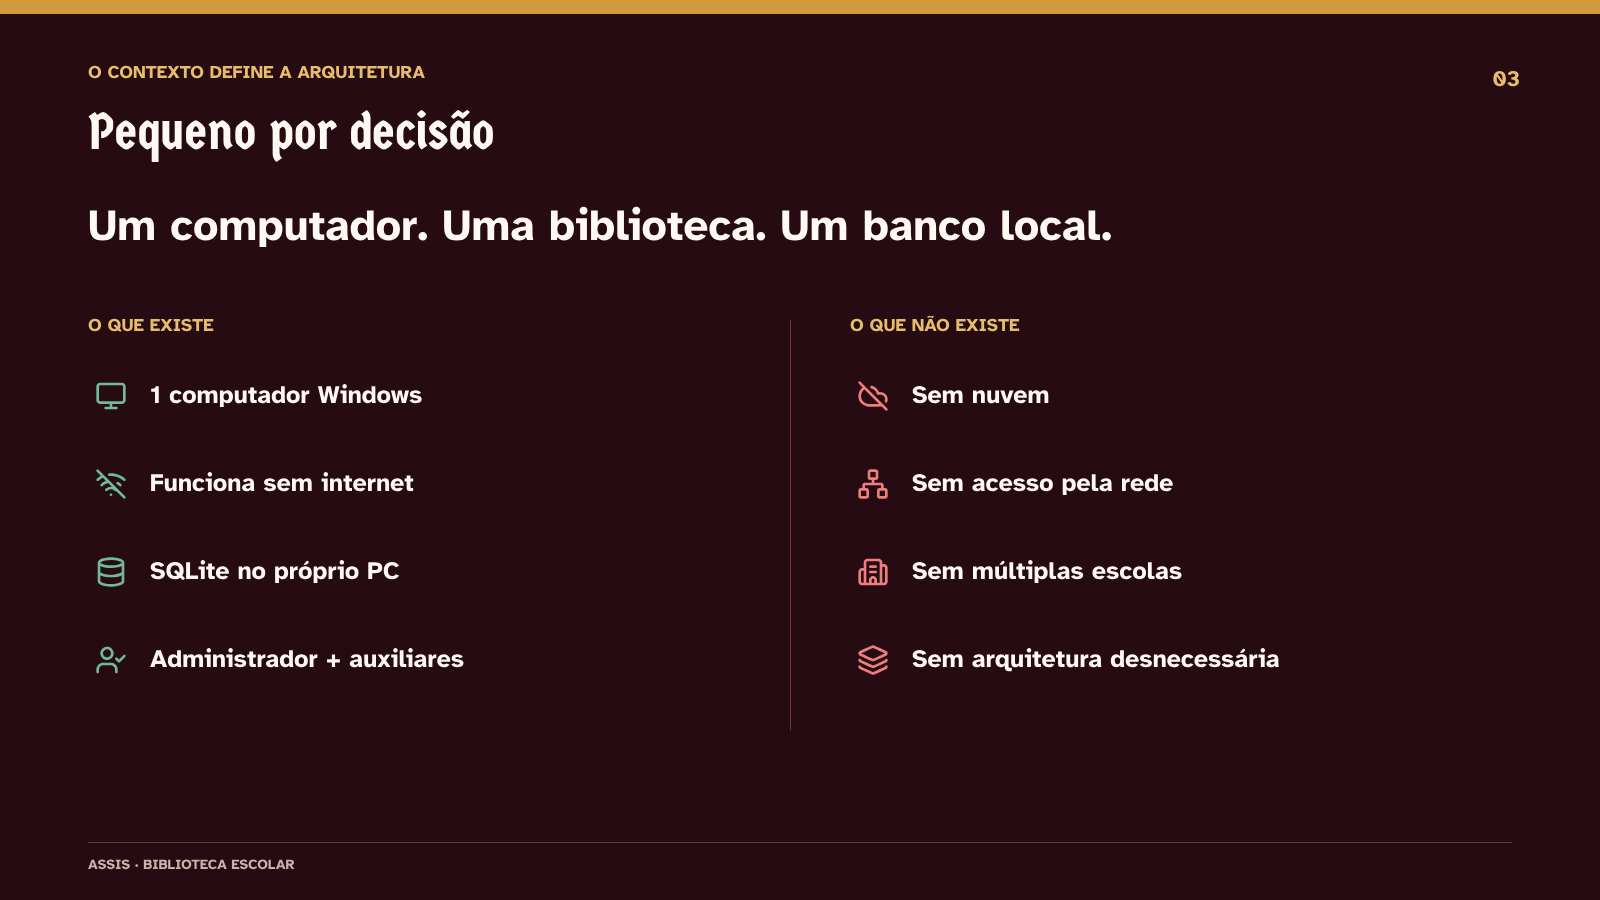 O CONTEXTO DEFINE A ARQUITETURA
03
Pequeno por decisão
Um computador. Uma biblioteca. Um banco local.
O QUE EXISTE
1 computador Windows
Funciona sem internet
SQLite no próprio PC
Administrador + auxiliares
O QUE NÃO EXISTE
Sem nuvem
Sem acesso pela rede
Sem múltiplas escolas
Sem arquitetura desnecessária
ASSIS · BIBLIOTECA ESCOLAR